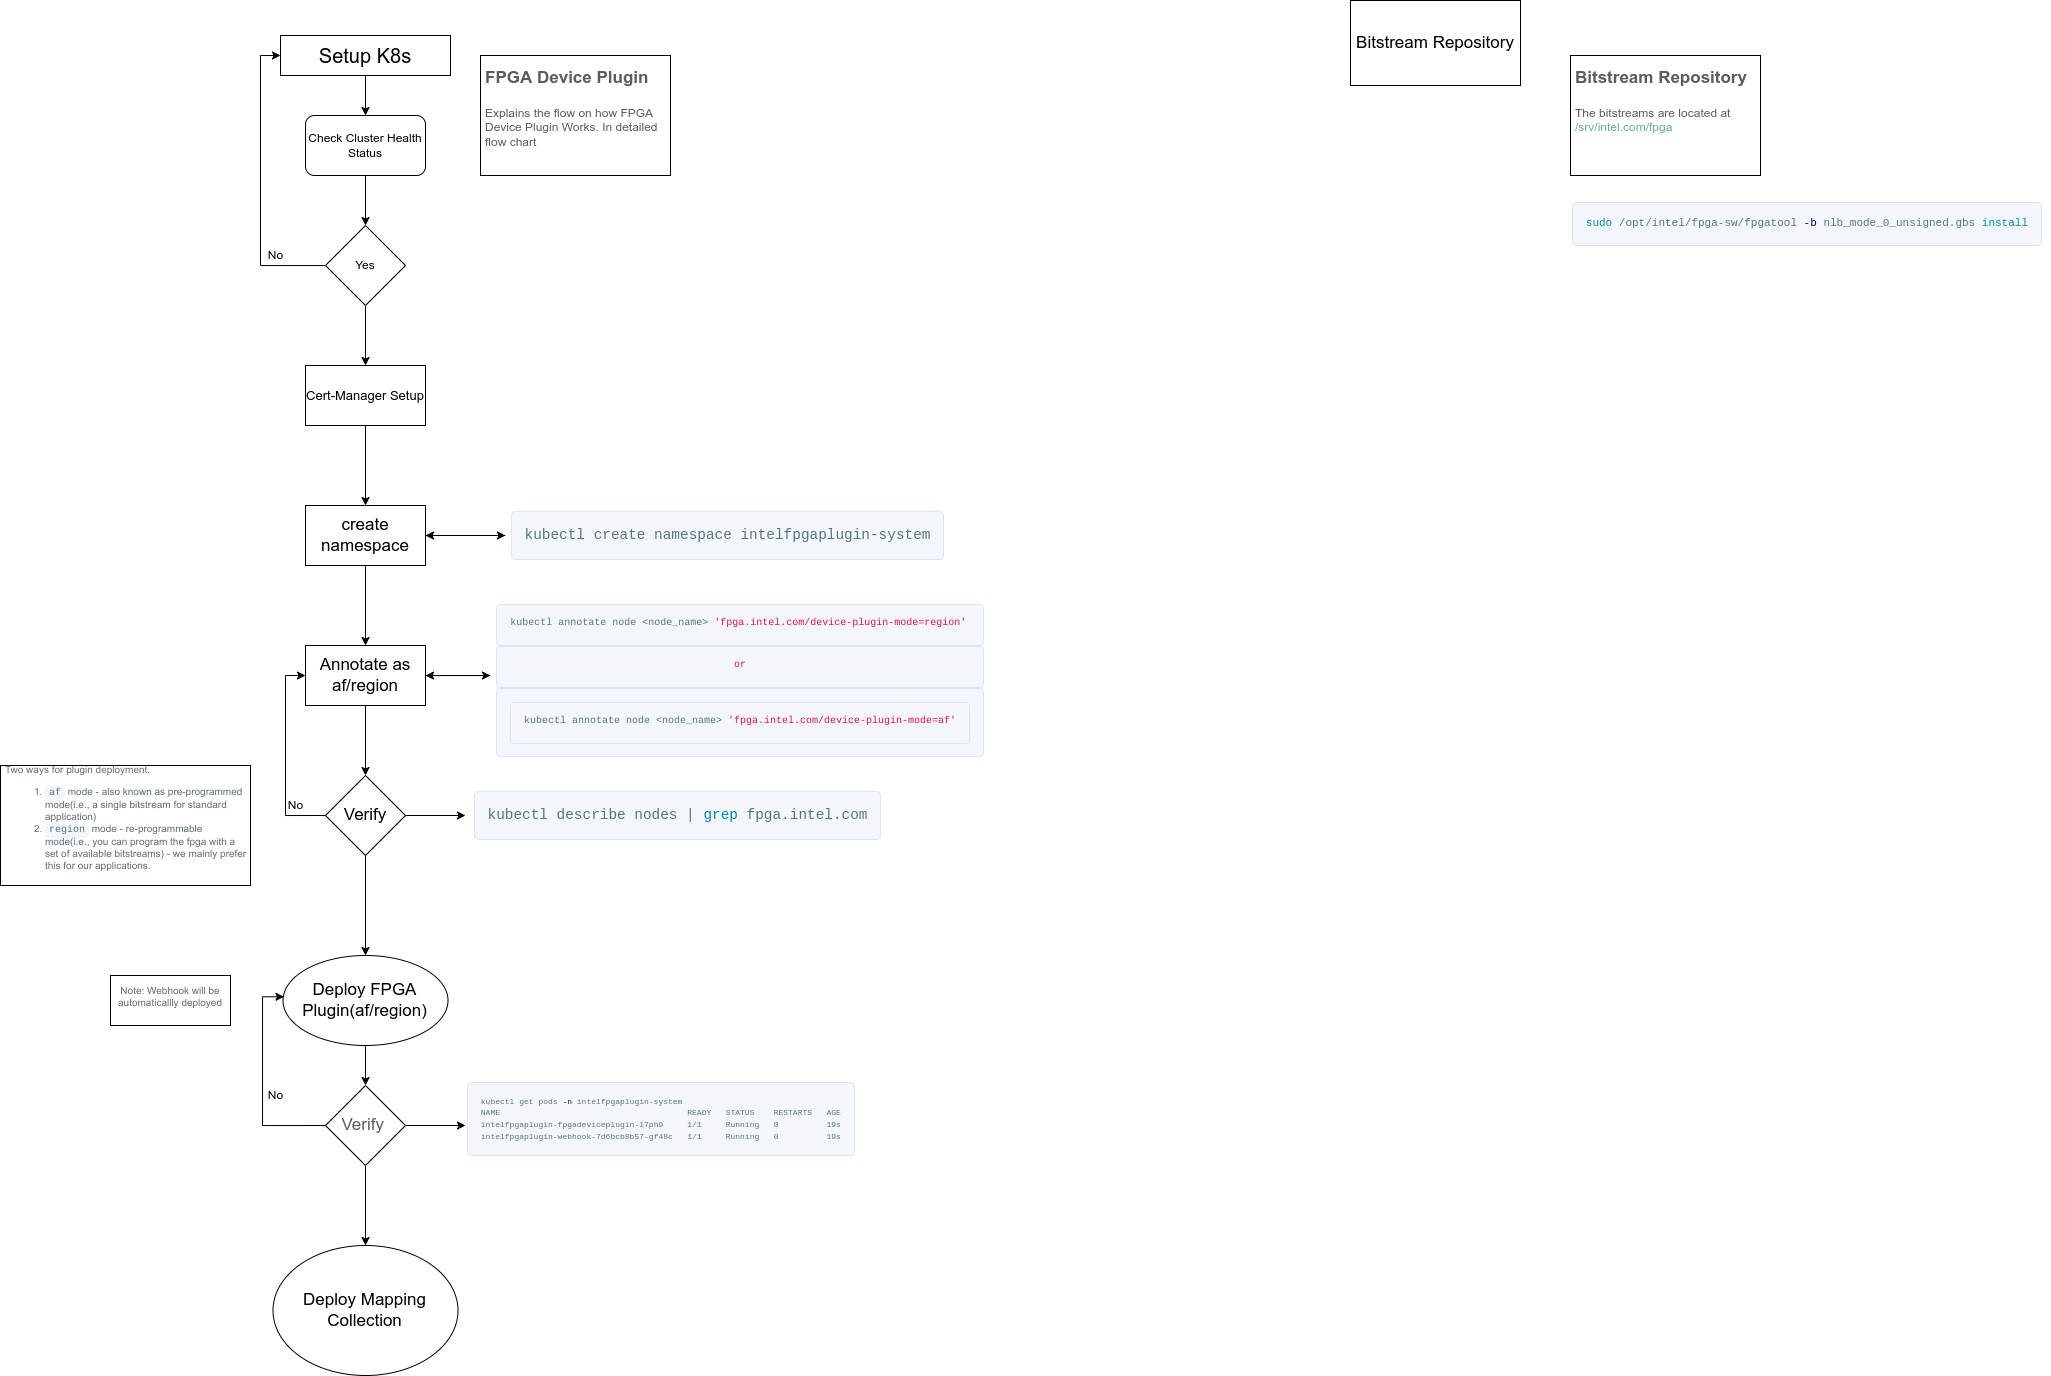 Setup K8s
FPGA Device Plugin
Explains the flow on how FPGA
Device Plugin Works. In detailed
flow chart
Bitstream Repository
Bitstream Repository
The bitstreams are located at
/srv/intel.com/fpga
sudo /opt/intel/fpga-sw/fpgatool -b nlb_mode_0_unsigned.gbs install
Check Cluster Health
Status
No
Yes
Cert-Manager Setup
create
namespace
kubectl create namespace intelfpgaplugin-system
Annotate as
af/region
kubectl annotate node <node_name> 'fpga.intel.com/device-plugin-mode=region'
or
kubectl annotate node <node_name> 'fpga.intel.com/device-plugin-mode=af'
Two ways for plugin deployment.
1. af mode - also known as pre-programmed
mode(i.e., a single bitstream for standard
application)
2. region mode - re-programmable
mode(i.e., you can program the fpga with a
set of available bitstreams) - we mainly prefer
this for our applications.
No
Verify
kubectl describe nodes | grep fpga.intel.com
Note: Webhook will be
automaticallly deployed
Deploy FPGA
Plugin(af/region)
No
Verify
kubectl get pods -n intelfpgaplugin-system
NAME READY STATUS RESTARTS AGE
intelfpgaplugin-fpgadeviceplugin-l7ph9 1/1 Running 0 19s
intelfpgaplugin-webhook-7d6bcb8b57-gf48c 1/1 Running 0 19s
Deploy Mapping
Collection